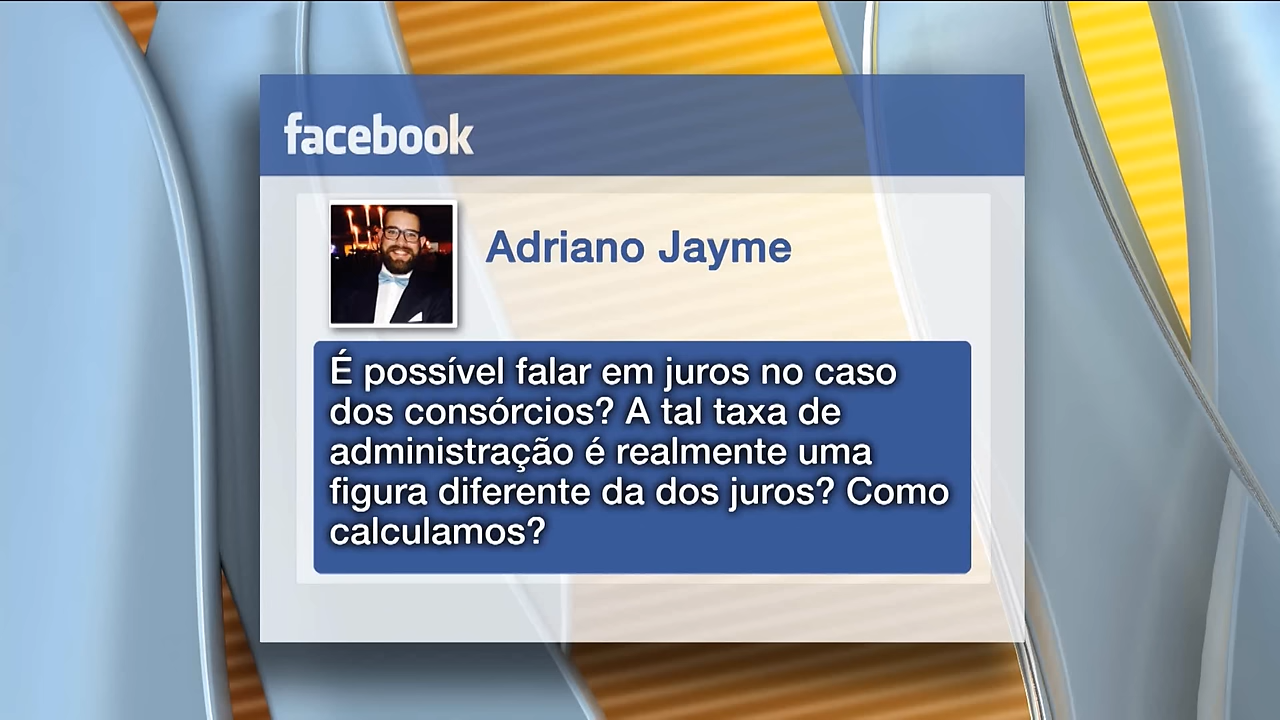 facebook
Adriano Jayme
É possível falar em juros no caso
dos consórcios? A tal taxa de
administração é realmente uma
figura diferente da dos juros? Como
calculamos?